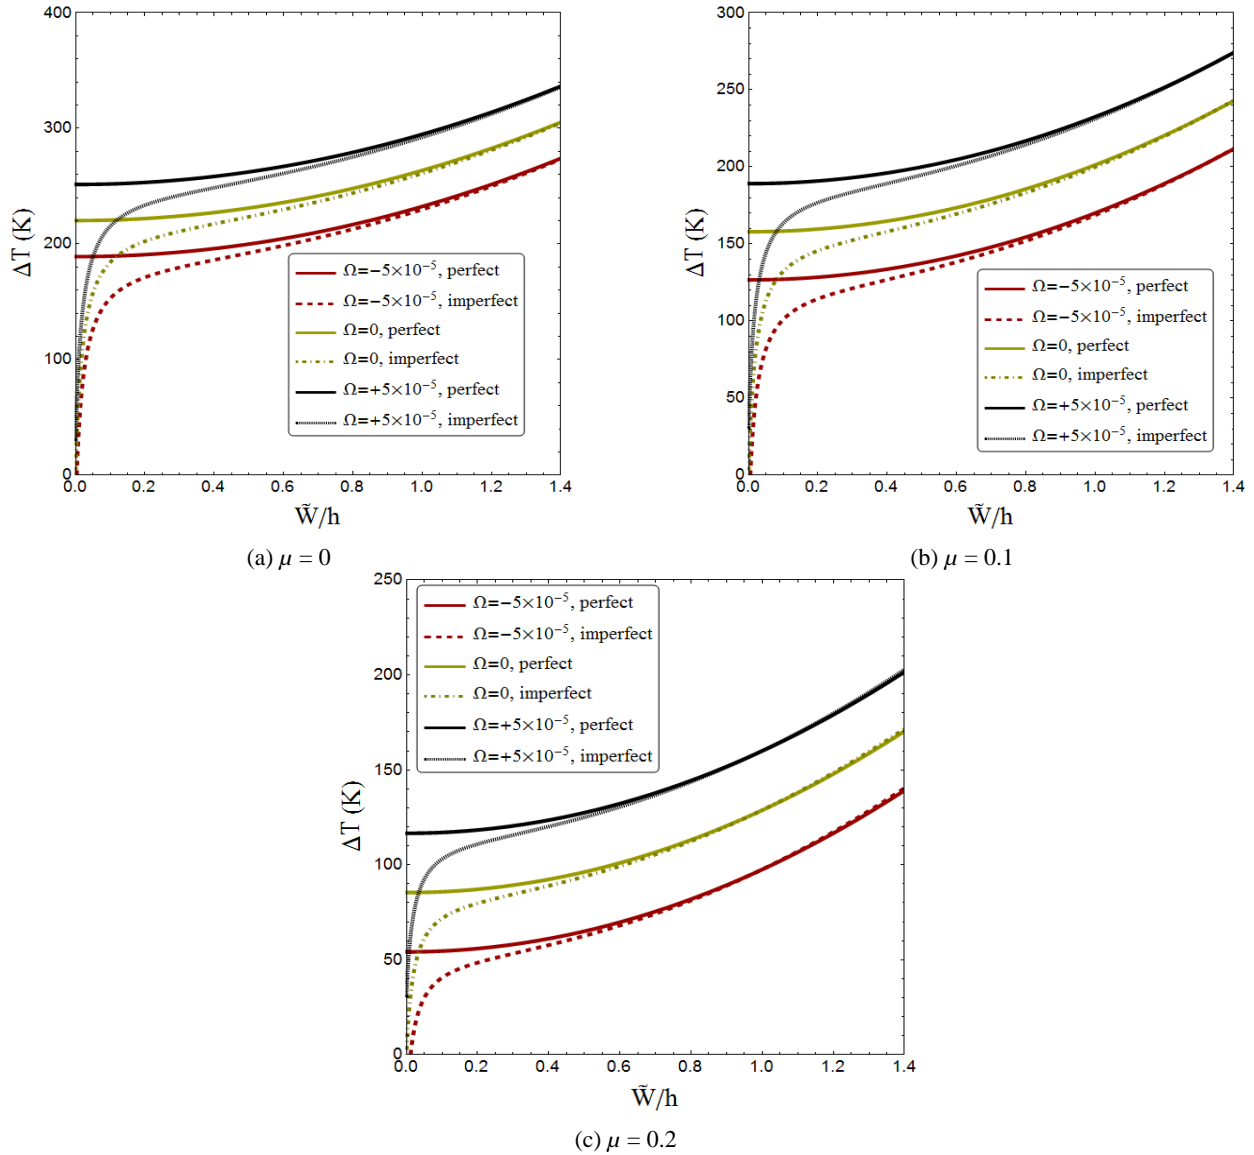 400
300
200
100
0
ΔT (K)
Ω=−5×10⁻⁵, perfect
Ω=−5×10⁻⁵, imperfect
Ω=0, perfect
Ω=0, imperfect
Ω=+5×10⁻⁵, perfect
Ω=+5×10⁻⁵, imperfect
0.0 0.2 0.4 0.6 0.8 1.0 1.2 1.4
W̃/h
(a) μ = 0
300
250
200
150
100
50
0
ΔT (K)
Ω=−5×10⁻⁵, perfect
Ω=−5×10⁻⁵, imperfect
Ω=0, perfect
Ω=0, imperfect
Ω=+5×10⁻⁵, perfect
Ω=+5×10⁻⁵, imperfect
0.0 0.2 0.4 0.6 0.8 1.0 1.2 1.4
W̃/h
(b) μ = 0.1
250
200
150
100
50
0
ΔT (K)
Ω=−5×10⁻⁵, perfect
Ω=−5×10⁻⁵, imperfect
Ω=0, perfect
Ω=0, imperfect
Ω=+5×10⁻⁵, perfect
Ω=+5×10⁻⁵, imperfect
0.0 0.2 0.4 0.6 0.8 1.0 1.2 1.4
W̃/h
(c) μ = 0.2